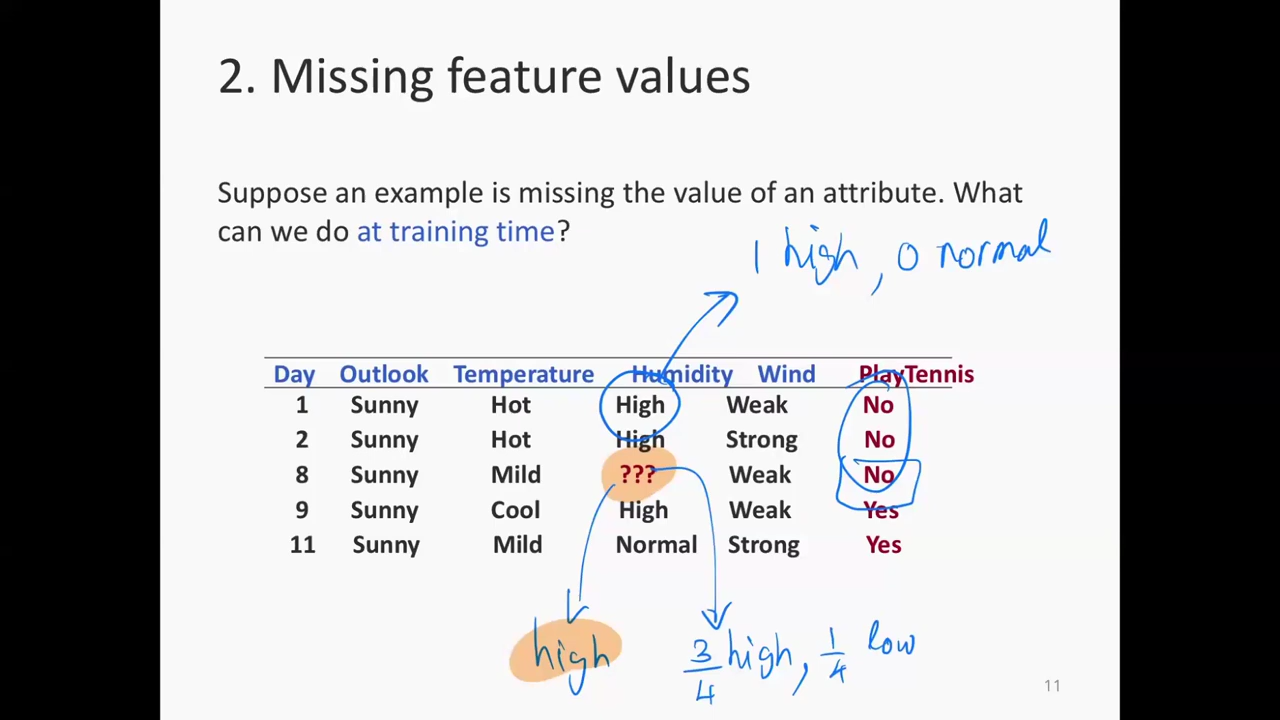 2. Missing feature values
Suppose an example is missing the value of an attribute. What
can we do at training time?
1 high, 0 normal
Day Outlook Temperature Humidity Wind PlayTennis
1 Sunny Hot High Weak No
2 Sunny Hot High Strong No
8 Sunny Mild ??? Weak No
9 Sunny Cool High Weak Yes
11 Sunny Mild Normal Strong Yes
high 3/4 high, 1/4 low
11